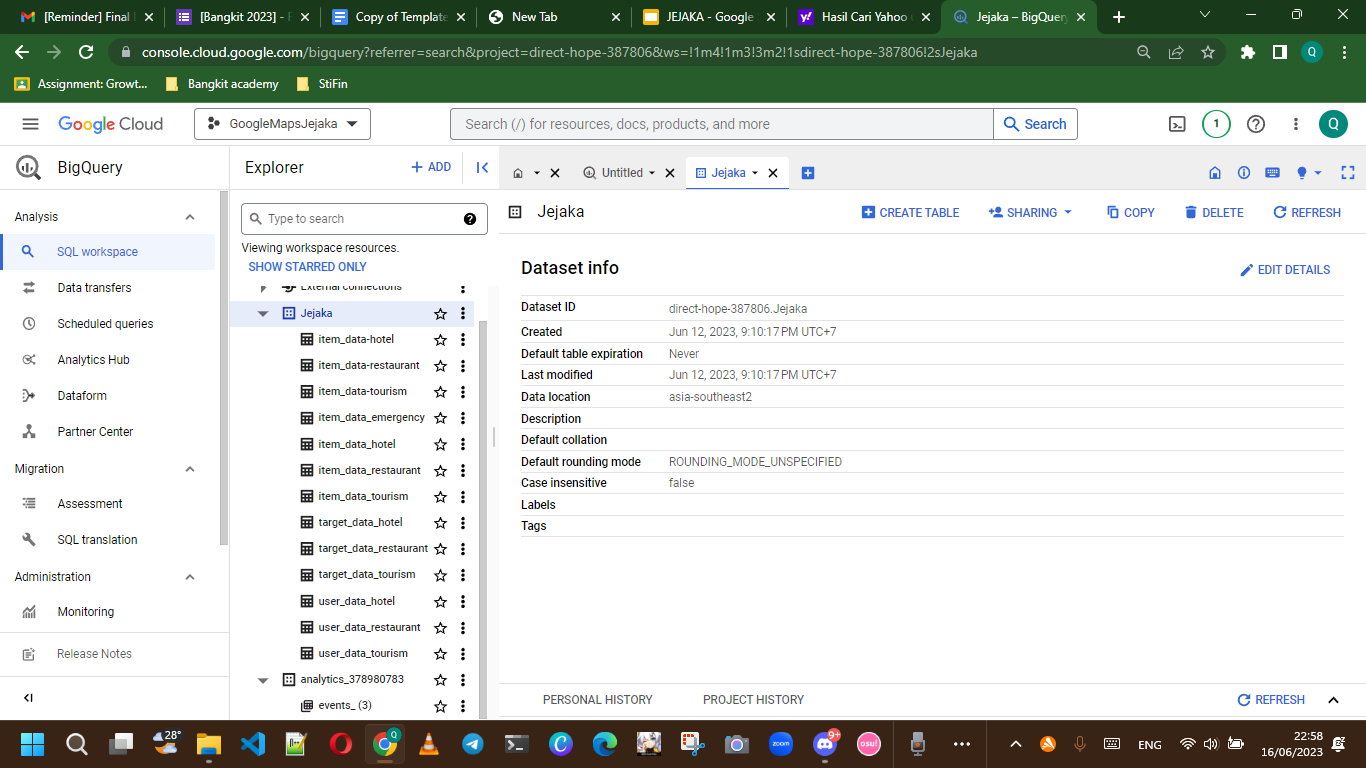 [Reminder] Final
[Bangkit 2023] - F
Copy of Template
New Tab
JEJAKA - Google
Hasil Cari Yahoo
Jejaka – BigQuery
console.cloud.google.com/bigquery?referrer=search&project=direct-hope-387806&ws=!1m4!1m3!3m2!1sdirect-hope-387806!2sJejaka
Q
Assignment: Growt...
Bangkit academy
StiFin
Google Cloud
GoogleMapsJejaka
Search (/) for resources, docs, products, and more
Search
1
Q
BigQuery
Analysis
SQL workspace
Data transfers
Scheduled queries
Analytics Hub
Dataform
Partner Center
Migration
Assessment
SQL translation
Administration
Monitoring
Release Notes
Explorer
+ ADD
Type to search
Viewing workspace resources.
SHOW STARRED ONLY
External connections
Jejaka
item_data-hotel
item_data-restaurant
item_data-tourism
item_data_emergency
item_data_hotel
item_data_restaurant
item_data_tourism
target_data_hotel
target_data_restaurant
target_data_tourism
user_data_hotel
user_data_restaurant
user_data_tourism
analytics_378980783
events_ (3)
Untitled
Jejaka
Jejaka
CREATE TABLE
SHARING
COPY
DELETE
REFRESH
Dataset info
EDIT DETAILS
Dataset ID direct-hope-387806.Jejaka
Created Jun 12, 2023, 9:10:17 PM UTC+7
Default table expiration Never
Last modified Jun 12, 2023, 9:10:17 PM UTC+7
Data location asia-southeast2
Description
Default collation
Default rounding mode ROUNDING_MODE_UNSPECIFIED
Case insensitive false
Labels
Tags
PERSONAL HISTORY
PROJECT HISTORY
REFRESH
28°
Q
zoom
9+
osu!
ENG
22:58
16/06/2023